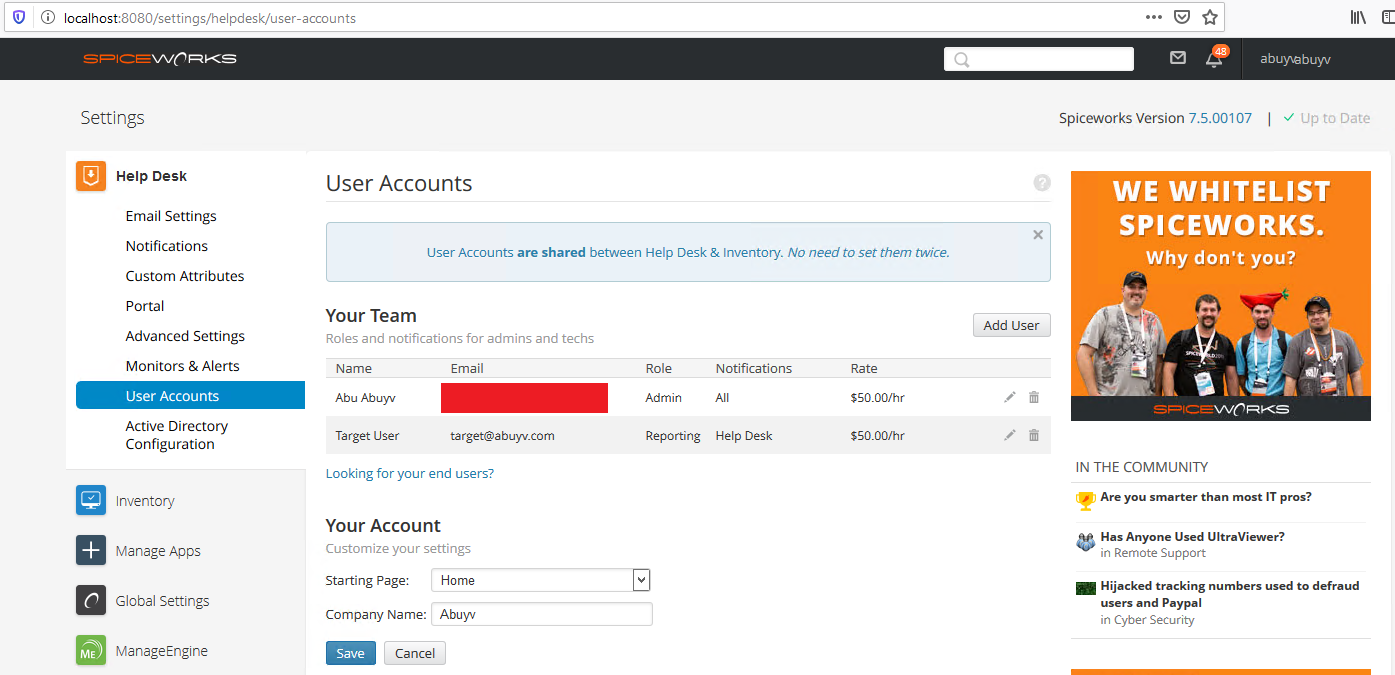 localhost:8080/settings/helpdesk/user-accounts
SPICEWORKS
48
abuyvabuyv
Settings
Spiceworks Version 7.5.00107 | Up to Date
Help Desk
Email Settings
Notifications
Custom Attributes
Portal
Advanced Settings
Monitors & Alerts
User Accounts
Active Directory
Configuration
Inventory
Manage Apps
Global Settings
ME
ManageEngine
User Accounts
?
User Accounts are shared between Help Desk & Inventory. No need to set them twice.
Your Team
Roles and notifications for admins and techs
Add User
Name Email Role Notifications Rate
Abu Abuyv Admin All $50.00/hr
Target User target@abuyv.com Reporting Help Desk $50.00/hr
Looking for your end users?
Your Account
Customize your settings
Starting Page: Home
Company Name: Abuyv
Save Cancel
WE WHITELIST
SPICEWORKS.
Why don't you?
SPICEWORKS
IN THE COMMUNITY
Are you smarter than most IT pros?
Has Anyone Used UltraViewer?
in Remote Support
Hijacked tracking numbers used to defraud
users and Paypal
in Cyber Security